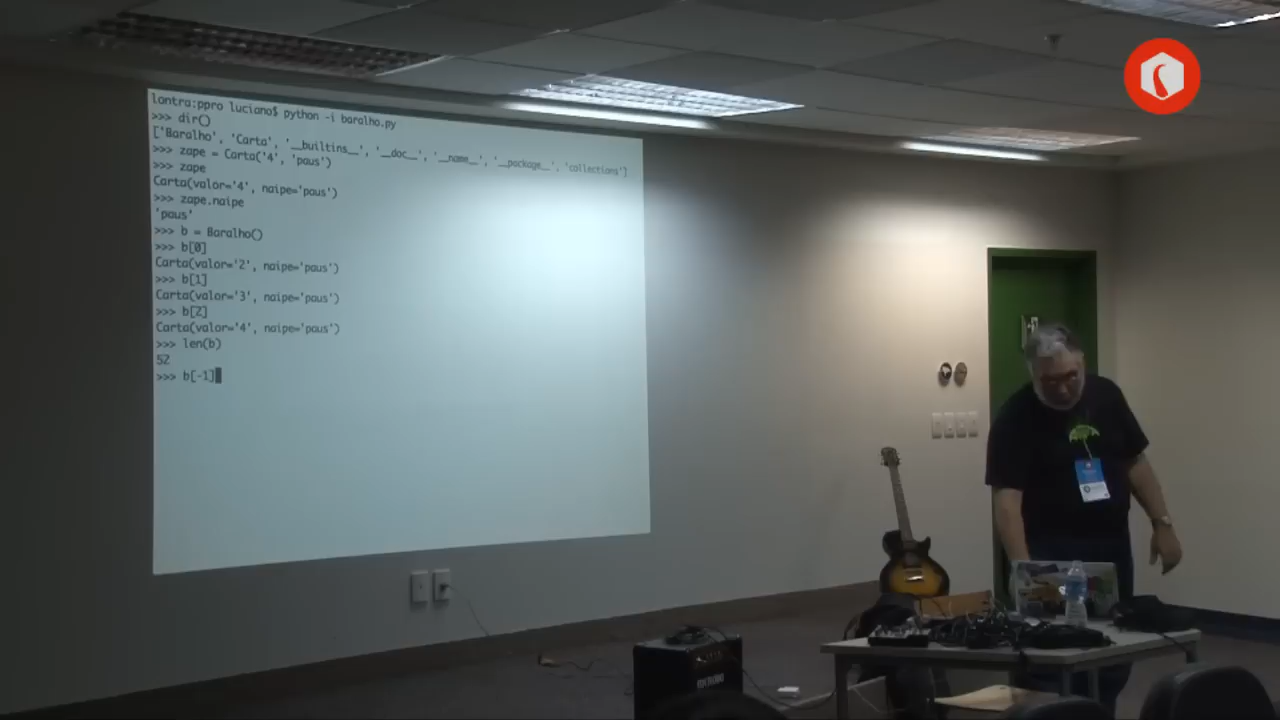 lontra:ppro luciano$ python -i baralho.py
>>> dir()
['Baralho', 'Carta', '__builtins__', '__doc__', '__name__', '__package__', 'collections']
>>> zape = Carta('4', 'paus')
>>> zape
Carta(valor='4', naipe='paus')
>>> zape.naipe
'paus'
>>> b = Baralho()
>>> b[0]
Carta(valor='2', naipe='paus')
>>> b[1]
Carta(valor='3', naipe='paus')
>>> b[2]
Carta(valor='4', naipe='paus')
>>> len(b)
52
>>> b[-1]